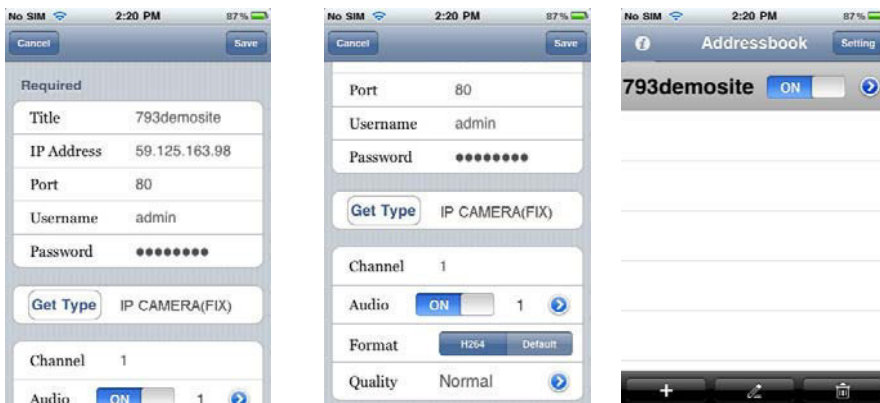 No SIM 2:20 PM 87%
Cancel Save
Required
Title 793demosite
IP Address 59.125.163.98
Port 80
Username admin
Password ●●●●●●●●
Get Type IP CAMERA(FIX)
Channel 1
Audio ON 1
No SIM 2:20 PM 87%
Cancel Save
Port 80
Username admin
Password ●●●●●●●●
Get Type IP CAMERA(FIX)
Channel 1
Audio ON 1
Format H264 Default
Quality Normal
No SIM 2:20 PM 87%
Addressbook Setting
793demosite ON